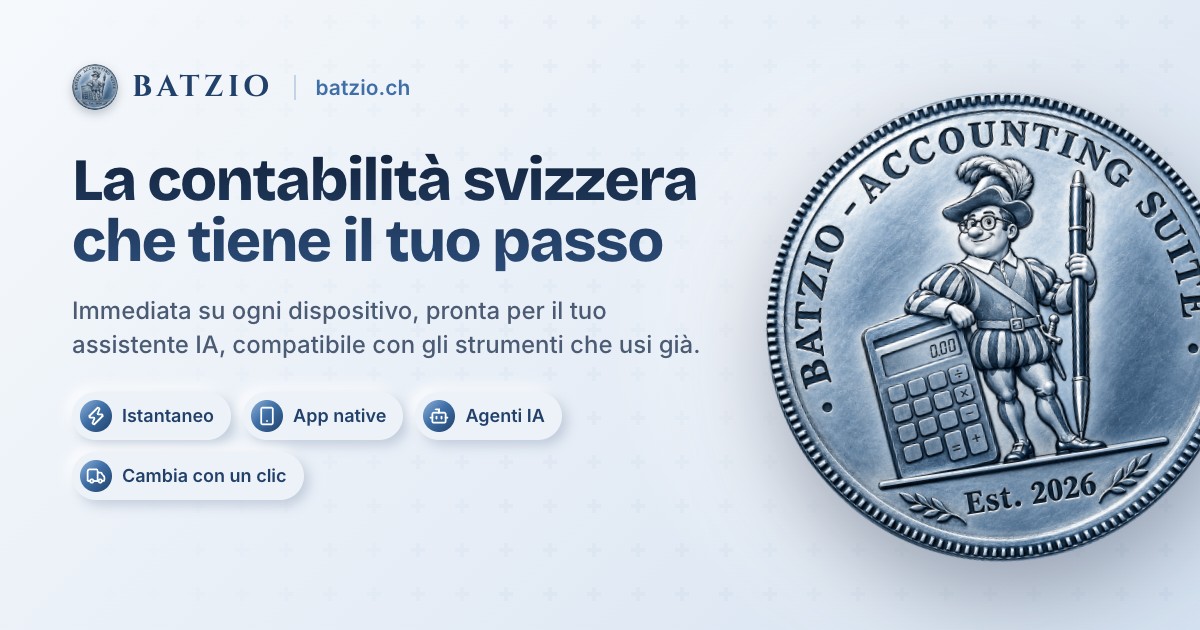 BATZIO
batzio.ch
La contabilità svizzera
che tiene il tuo passo
Immediata su ogni dispositivo, pronta per il tuo
assistente IA, compatibile con gli strumenti che usi già.
Istantaneo
App native
Agenti IA
Cambia con un clic
BATZIO - ACCOUNTING SUITE
0.00
Est. 2026